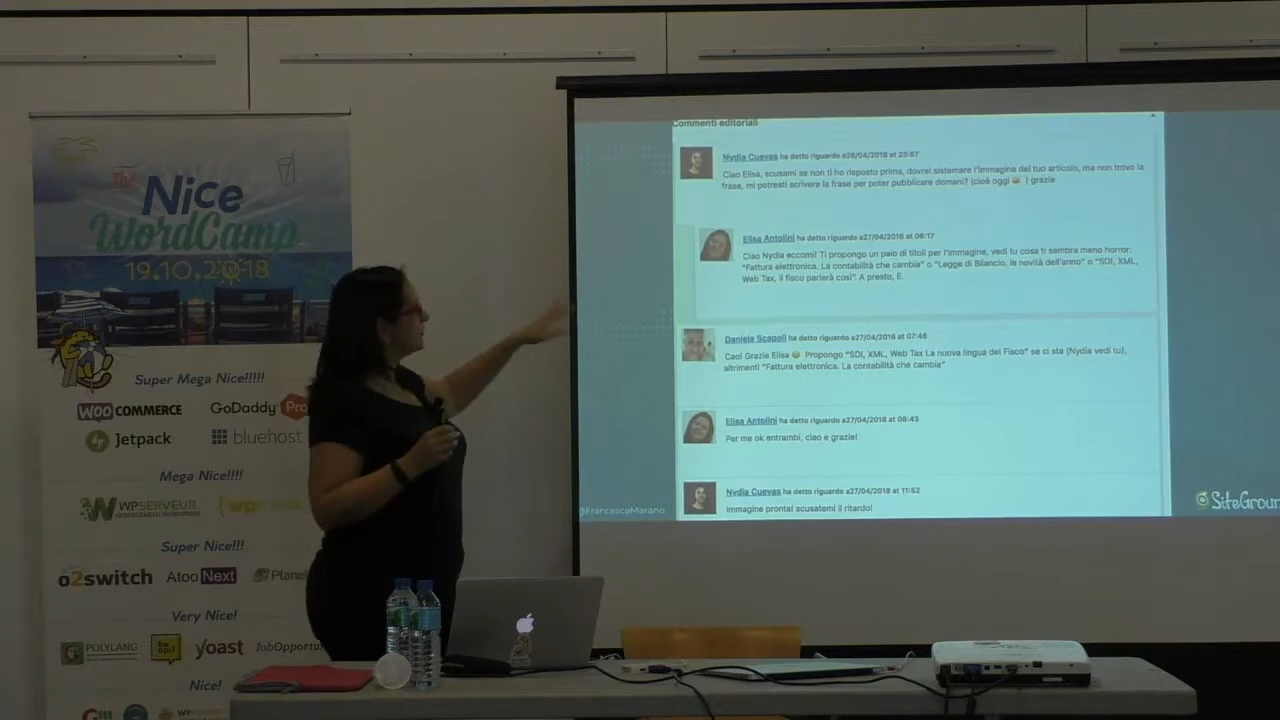 The
Nice
WordCamp
19.10.2018
Super Mega Nice!!!!!
WOO COMMERCE
GoDaddy Pro
Jetpack
bluehost
Mega Nice!!!!
WPSERVEUR
Super Nice!!!
o2switch
Atoo Next
Very Nice!
POLYLANG
yoast
Nice!
Commenti editoriali
Nydia Cuevas ha detto riguardo a26/04/2018 at 23:57
Ciao Elisa, scusami se non ti ho risposto prima, dovrei sistemare l'immagine del tuo articolo, ma non trovo la
frase, mi potresti scrivere la frase per poter pubblicare domani? (cioè oggi 😀 ) grazie
Elisa Antolini ha detto riguardo a27/04/2018 at 06:17
Ciao Nydia eccomi! Ti propongo un paio di titoli per l'immagine, vedi tu cosa ti sembra meno horror:
"Fattura elettronica. La contabilità che cambia" o "Legge di Bilancio, le novità dell'anno" o "SDI, XML,
Web Tax, il fisco parlerà così". A presto, E.
Daniela Scapoli ha detto riguardo a27/04/2018 at 07:46
Cao! Grazie Elisa 😀 Propongo "SDI, XML, Web Tax La nuova lingua del Fisco" se ci sta (Nydia vedi tu),
altrimenti "Fattura elettronica. La contabilità che cambia"
Elisa Antolini ha detto riguardo a27/04/2018 at 08:43
Per me ok entrambi, ciao e grazie!
Nydia Cuevas ha detto riguardo a27/04/2018 at 11:52
Immagine pronta! scusatemi il ritardo!
@FrancescaMarano
SiteGroun